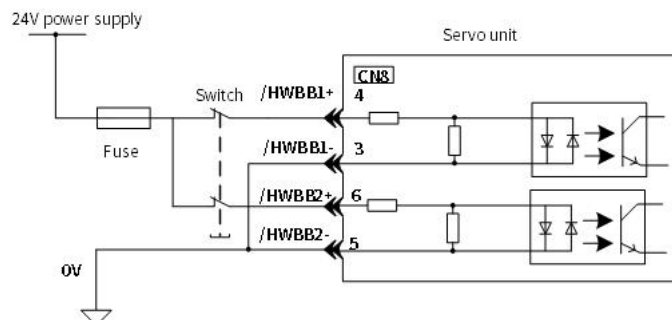 24V power supply
Servo unit
CN8
Switch
/HWBB1+
4
Fuse
/HWBB1-
3
/HWBB2+
6
/HWBB2-
5
0V